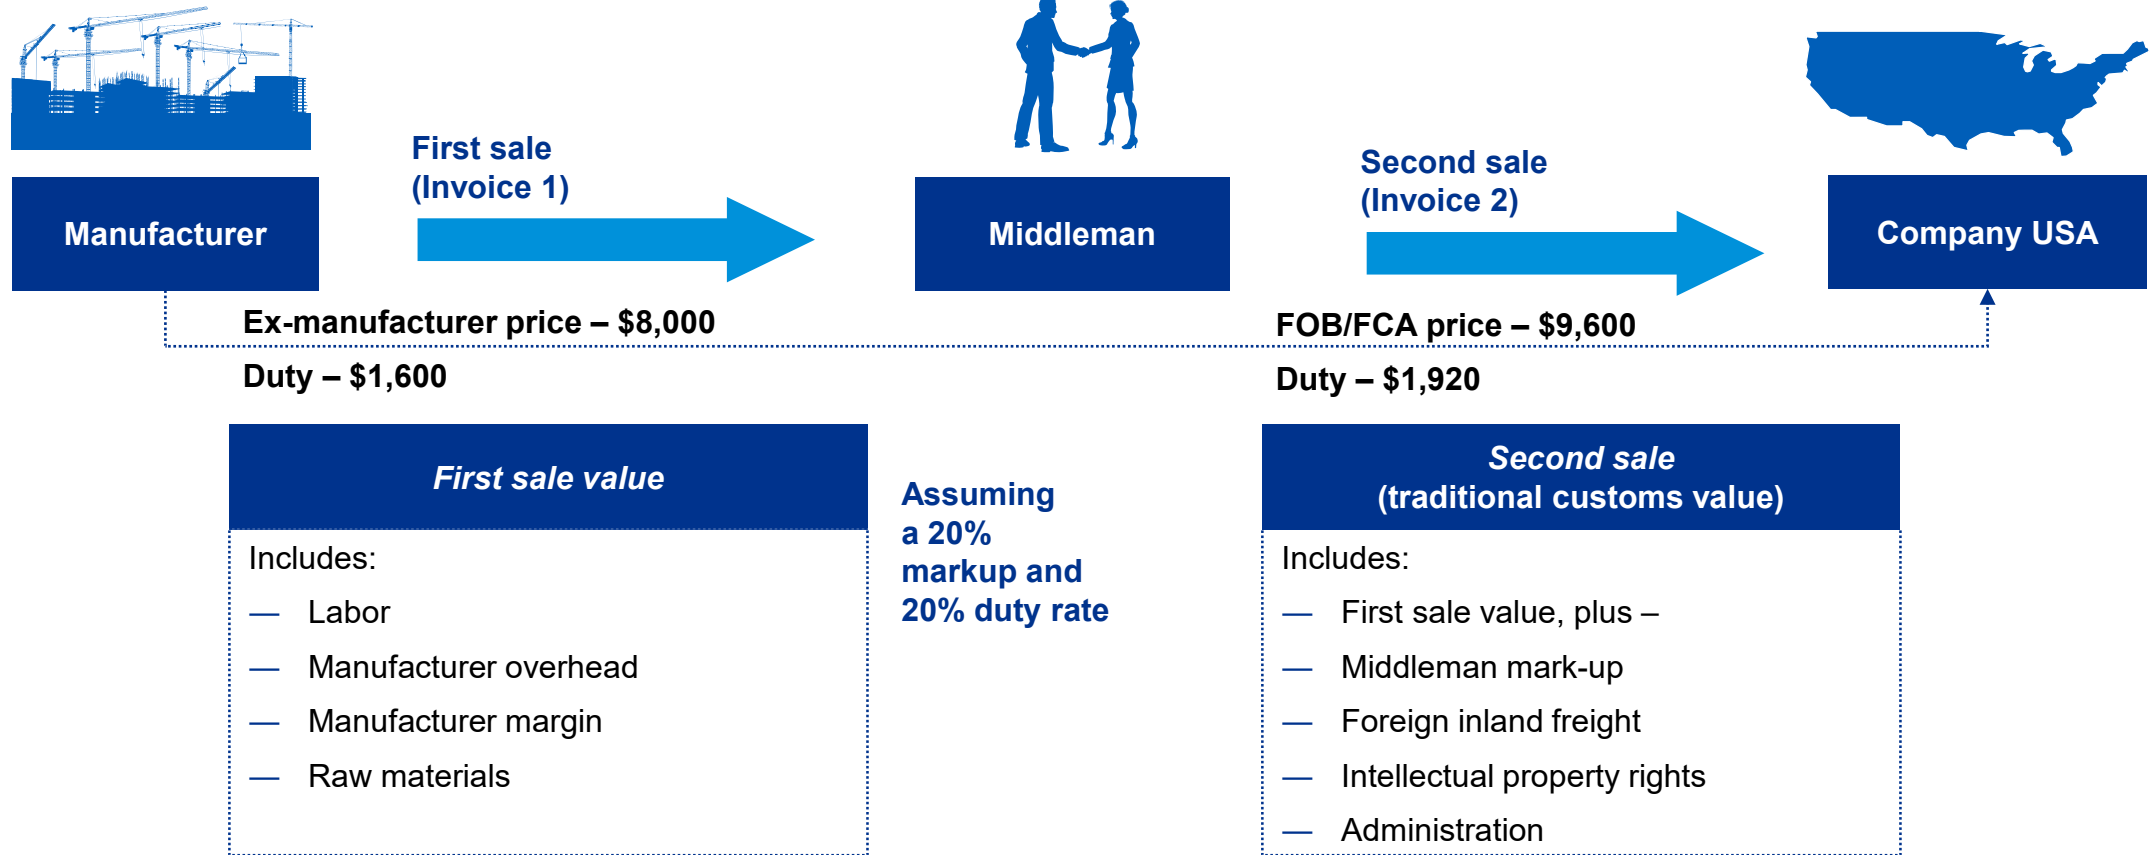 First sale
(Invoice 1)
Second sale
(Invoice 2)
Manufacturer
Middleman
Company USA
Ex-manufacturer price – $8,000
Duty – $1,600
FOB/FCA price – $9,600
Duty – $1,920
First sale value
Includes:
— Labor
— Manufacturer overhead
— Manufacturer margin
— Raw materials
Assuming
a 20%
markup and
20% duty rate
Second sale
(traditional customs value)
Includes:
— First sale value, plus –
— Middleman mark-up
— Foreign inland freight
— Intellectual property rights
— Administration